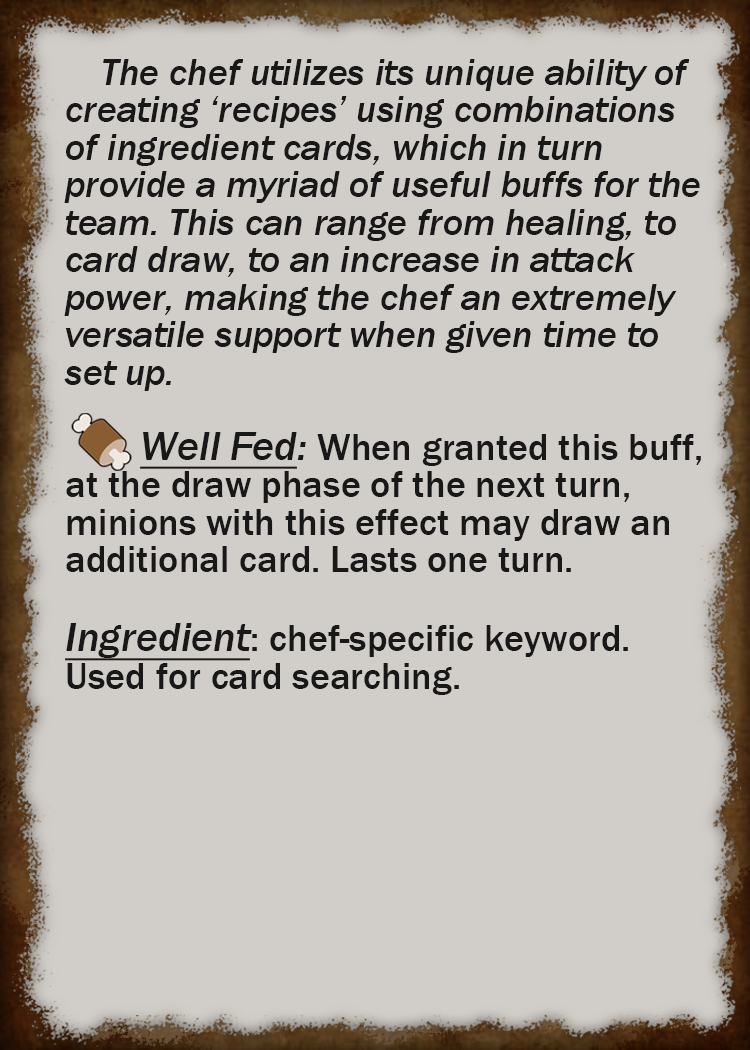 The chef utilizes its unique ability of
creating ‘recipes’ using combinations
of ingredient cards, which in turn
provide a myriad of useful buffs for the
team. This can range from healing, to
card draw, to an increase in attack
power, making the chef an extremely
versatile support when given time to
set up.
Well Fed: When granted this buff,
at the draw phase of the next turn,
minions with this effect may draw an
additional card. Lasts one turn.
Ingredient: chef-specific keyword.
Used for card searching.